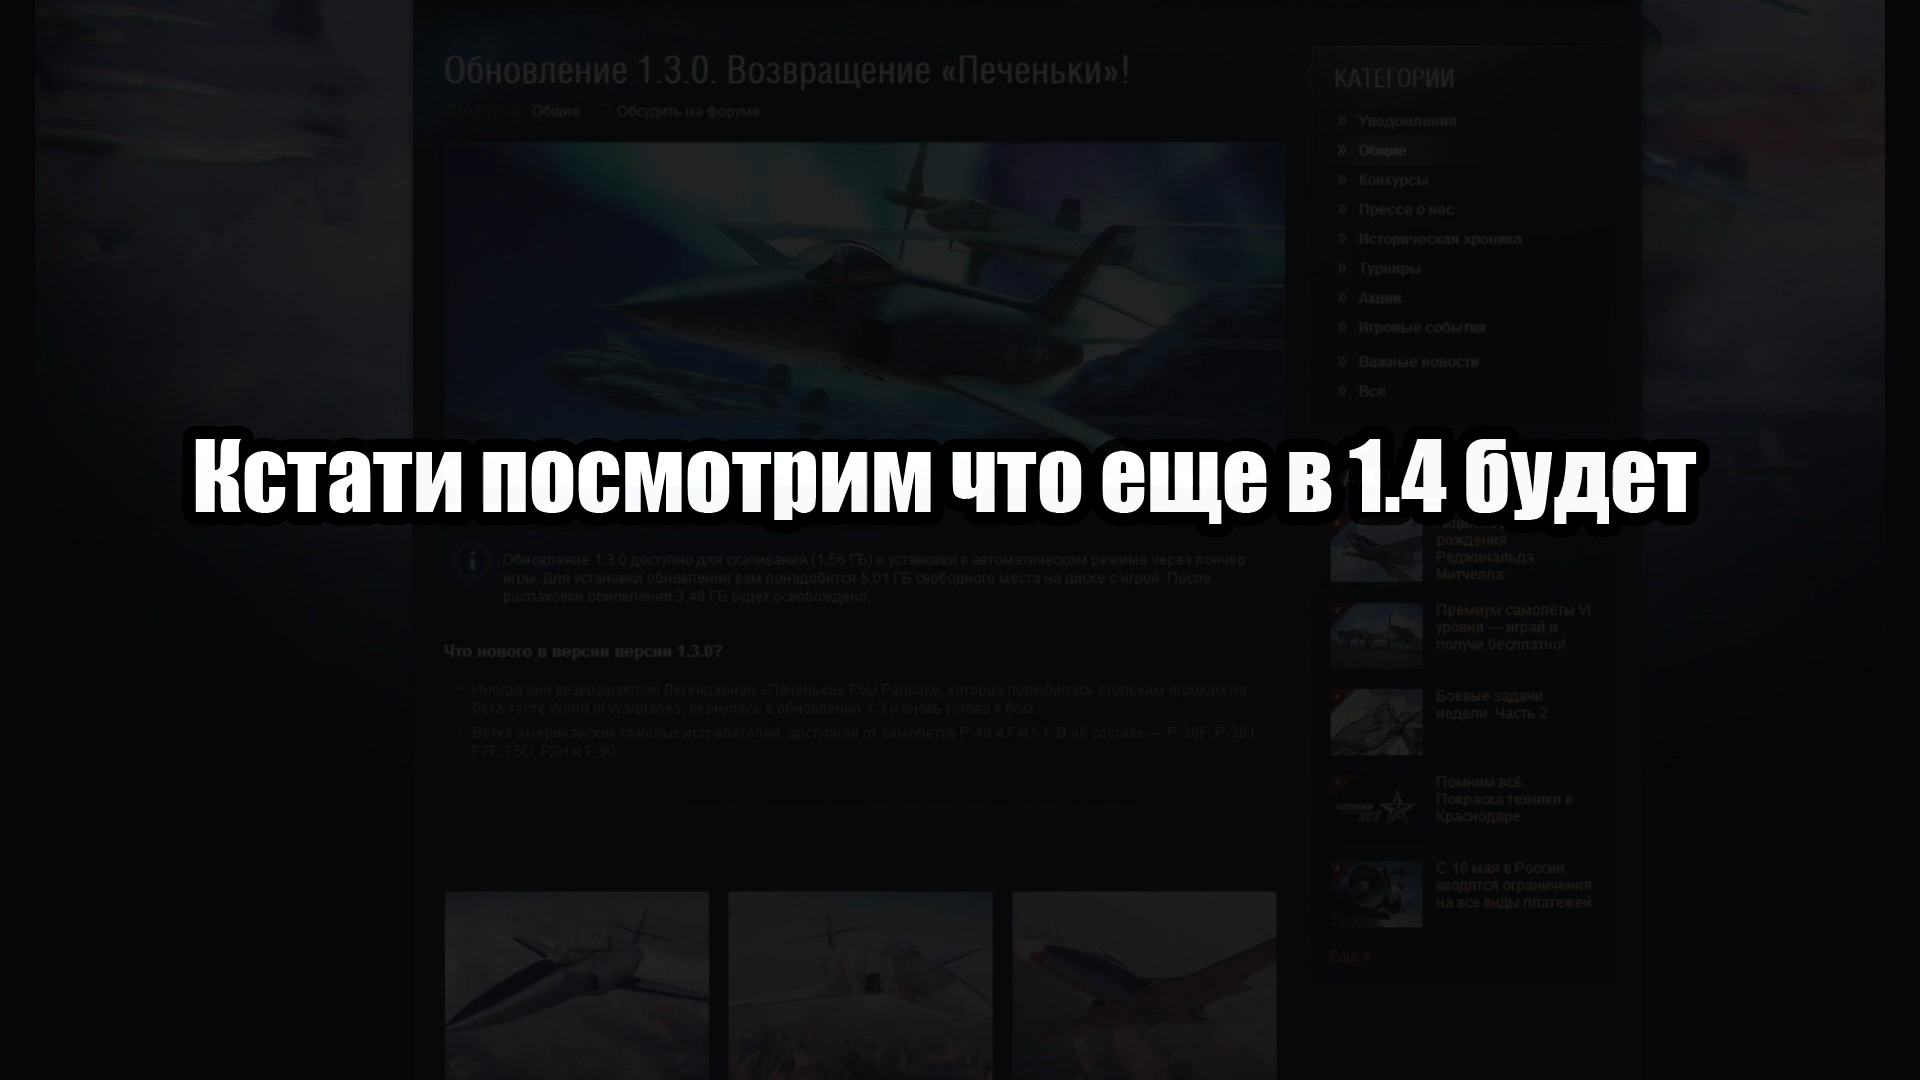 Обновление 1.3.0. Возвращение «Печеньки»!
Общие
Обсудить на форуме
Кстати посмотрим что еще в 1.4 будет
Обновление 1.3.0 доступно для скачивания (1,56 ГБ) и установки в автоматическом режиме через лончер
игры. Для установки обновления вам понадобится 5,01 ГБ свободного места на диске с игрой. После
распаковки обновления 3,48 ГБ будет освобождено.
Что нового в версии версии 1.3.0?
Иногда они возвращаются! Легендарная «Печенька» F5U Pancake, которая полюбилась стольким игрокам на
бета-тесте World of Warplanes, вернулась в обновлении 1.3 и вновь готова к бою.
Ветка американских тяжелых истребителей, доступная от самолетов P-40 и F4U-1. В ее составе — P-38F, P-38J,
F7F, F5U, F2H и F-90.
КАТЕГОРИИ
» Уведомления
» Общие
» Конкурсы
» Пресса о нас
» Историческая хроника
» Турниры
» Акции
» Игровые события
» Важные новости
» Все
рождения
Реджинальда
Митчелла
Премиум самолёты VI
уровня — играй и
получи бесплатно!
Боевые задачи
недели. Часть 2
Помним всё.
Покраска техники в
Краснодаре
С 16 мая в России
вводятся ограничения
на все виды платежей
Еще »